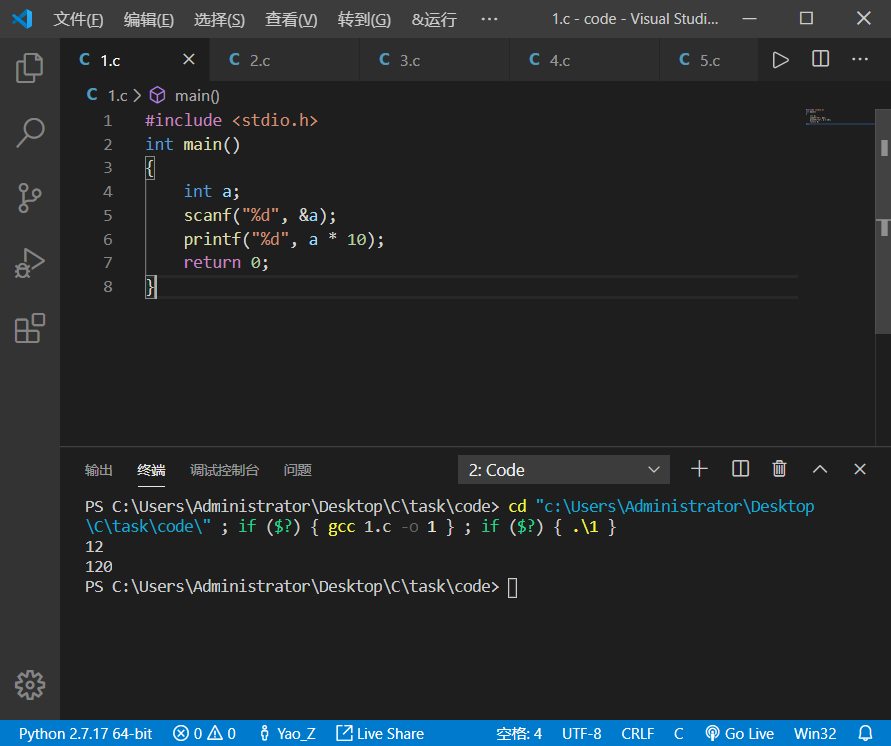 文件(F) 编辑(E) 选择(S) 查看(V) 转到(G) &运行 ··· 1.c - code - Visual Studi...
C 1.c C 2.c C 3.c C 4.c C 5.c ···
C 1.c > main()
1 #include <stdio.h>
2 int main()
3 {
4 int a;
5 scanf("%d", &a);
6 printf("%d", a * 10);
7 return 0;
8 }
输出 终端 调试控制台 问题 2: Code
PS C:\Users\Administrator\Desktop\C\task\code> cd "c:\Users\Administrator\Desktop
\C\task\code\" ; if ($?) { gcc 1.c -o 1 } ; if ($?) { .\1 }
12
120
PS C:\Users\Administrator\Desktop\C\task\code>
Python 2.7.17 64-bit 0 0 Yao_Z Live Share 空格: 4 UTF-8 CRLF C Go Live Win32